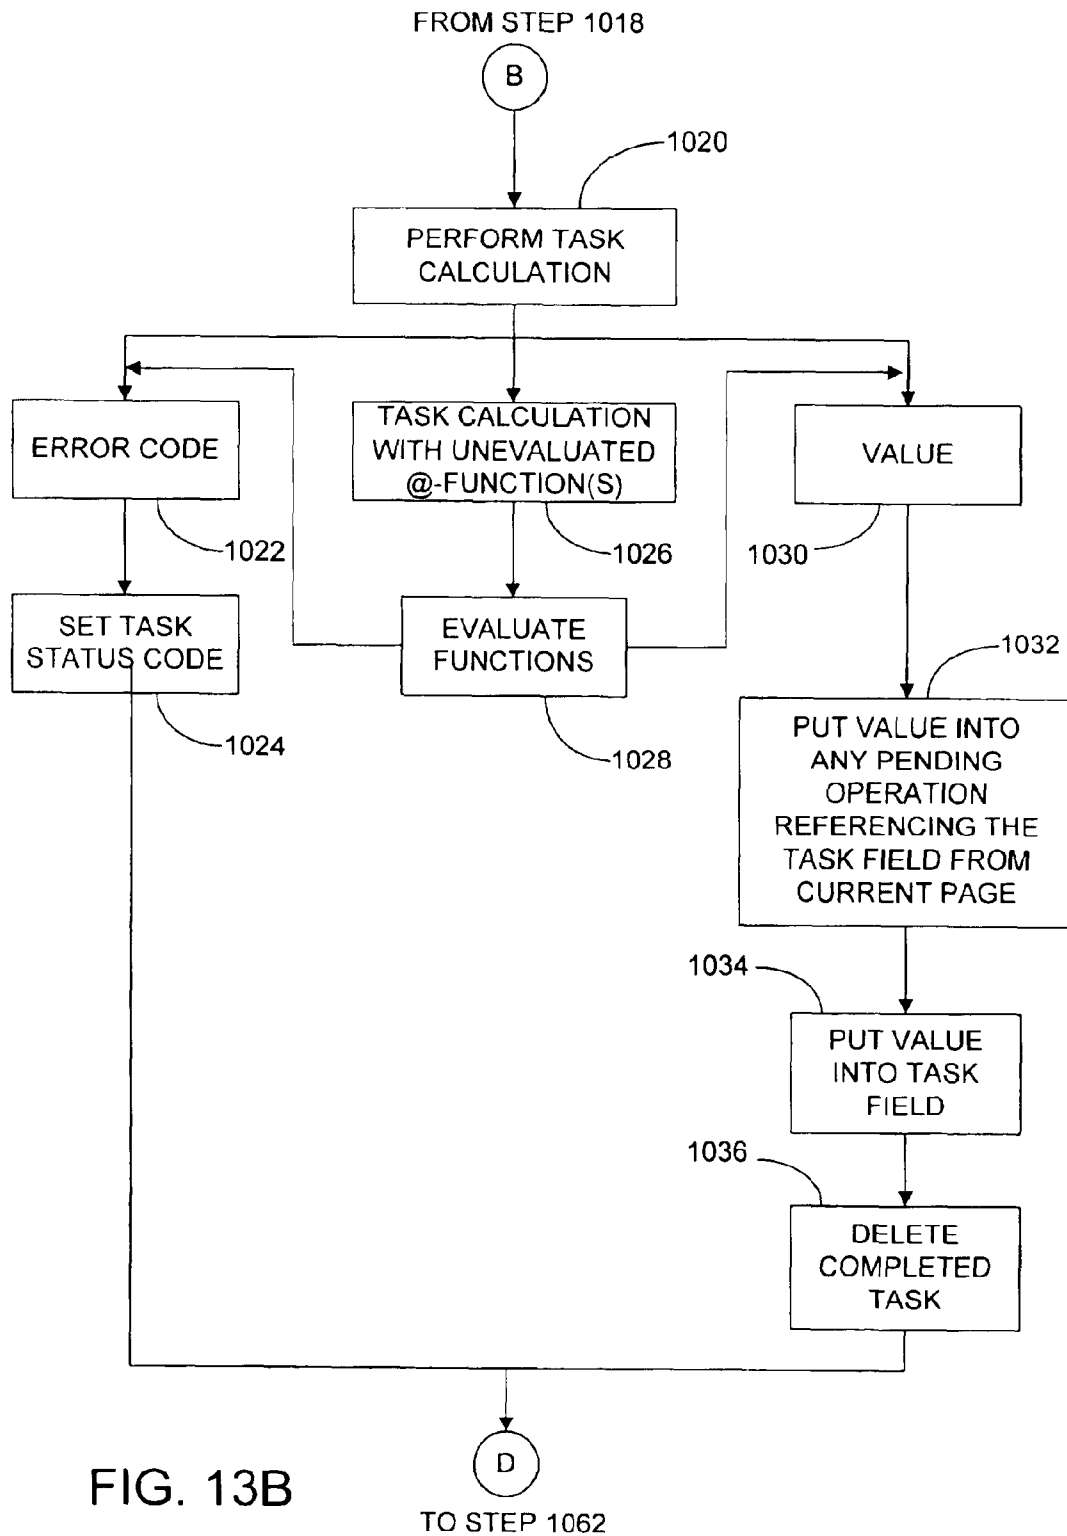 FROM STEP 1018
B
1020
PERFORM TASK
CALCULATION
ERROR CODE
TASK CALCULATION
WITH UNEVALUATED
@-FUNCTION(S)
VALUE
1022
1026
1030
SET TASK
STATUS CODE
EVALUATE
FUNCTIONS
1032
1024
1028
PUT VALUE INTO
ANY PENDING
OPERATION
REFERENCING THE
TASK FIELD FROM
CURRENT PAGE
1034
PUT VALUE
INTO TASK
FIELD
1036
DELETE
COMPLETED
TASK
D
FIG. 13B
TO STEP 1062